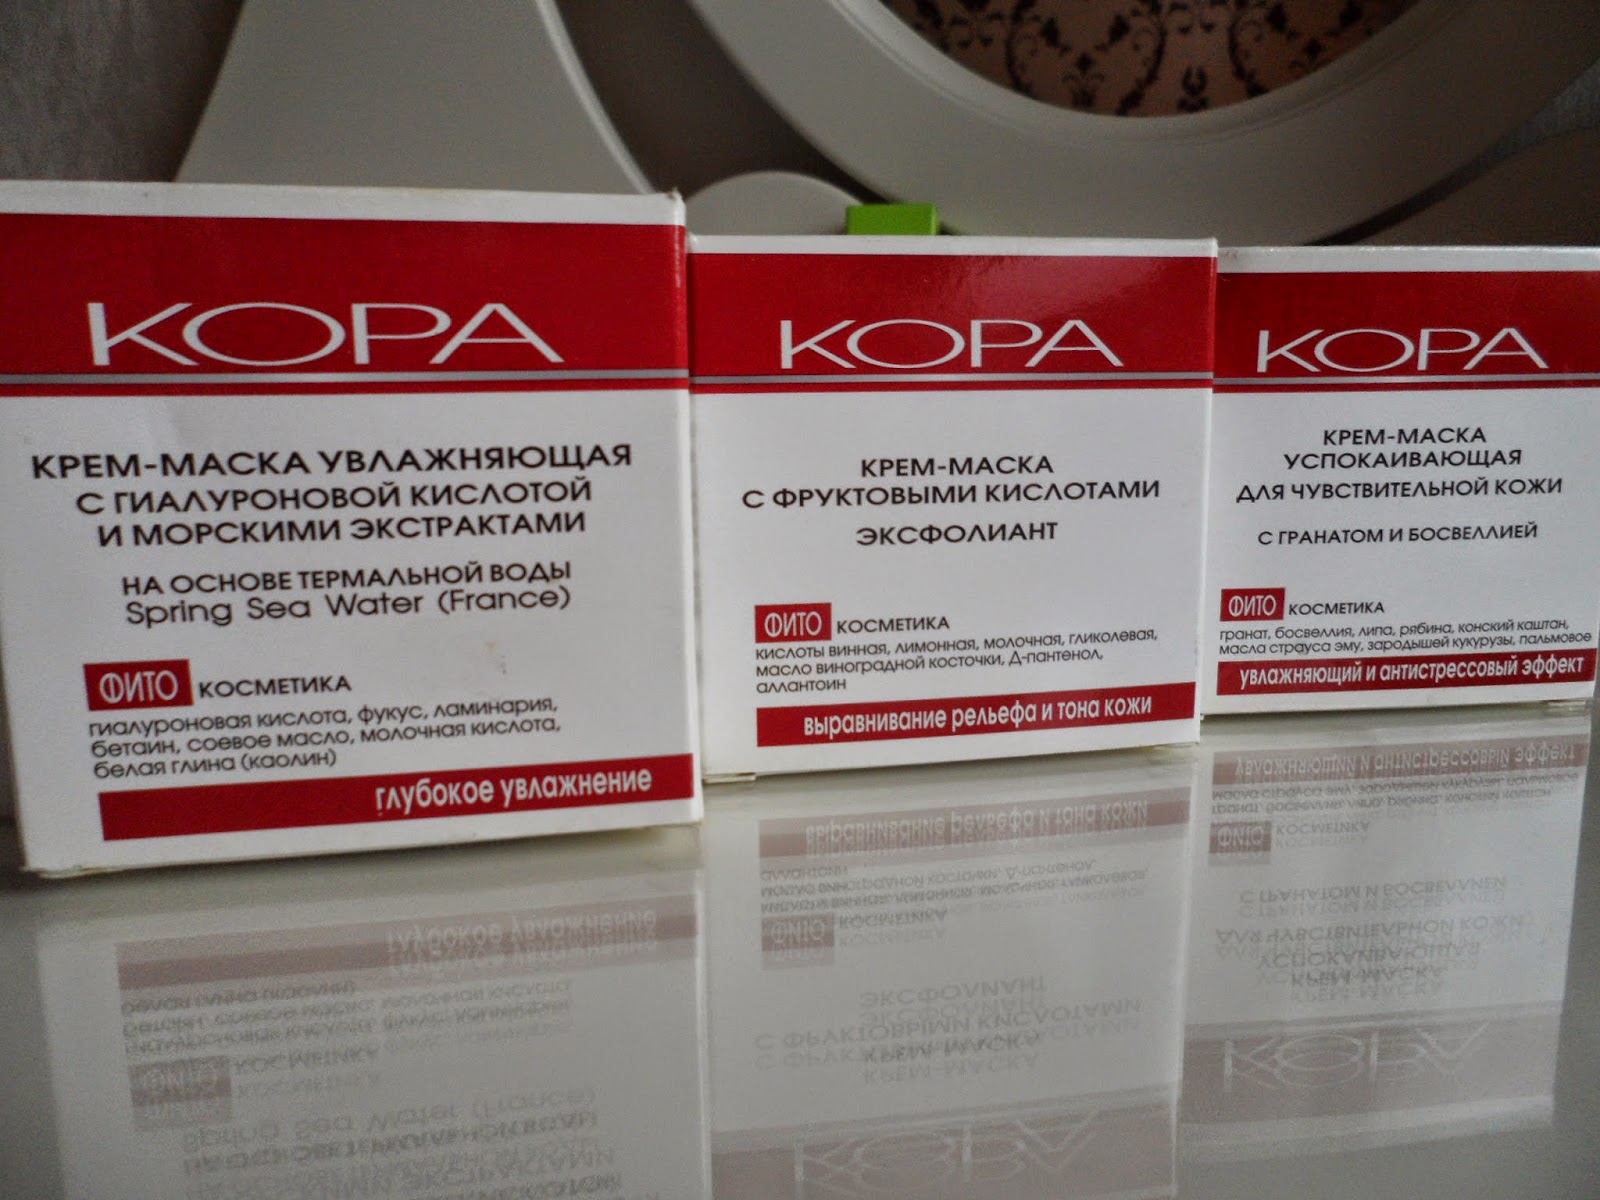 КОРА
КРЕМ-МАСКА УВЛАЖНЯЮЩАЯ
С ГИАЛУРОНОВОЙ КИСЛОТОЙ
И МОРСКИМИ ЭКСТРАКТАМИ
НА ОСНОВЕ ТЕРМАЛЬНОЙ ВОДЫ
Spring Sea Water (France)
ФИТО КОСМЕТИКА
гиалуроновая кислота, фукус, ламинария,
бетаин, соевое масло, молочная кислота,
белая глина (каолин)
глубокое увлажнение
КОРА
КРЕМ-МАСКА
С ФРУКТОВЫМИ КИСЛОТАМИ
ЭКСФОЛИАНТ
ФИТО КОСМЕТИКА
кислоты винная, лимонная, молочная, гликолевая,
масло виноградной косточки, Д-пантенол,
аллантоин
выравнивание рельефа и тона кожи
КОРА
КРЕМ-МАСКА
УСПОКАИВАЮЩАЯ
ДЛЯ ЧУВСТВИТЕЛЬНОЙ КОЖИ
С ГРАНАТОМ И БОСВЕЛЛИЕЙ
ФИТО КОСМЕТИКА
гранат, босвеллия, липа, рябина, конский каштан,
масла страуса эму, зародышей кукурузы, пальмовое
увлажняющий и антистрессовый эффект